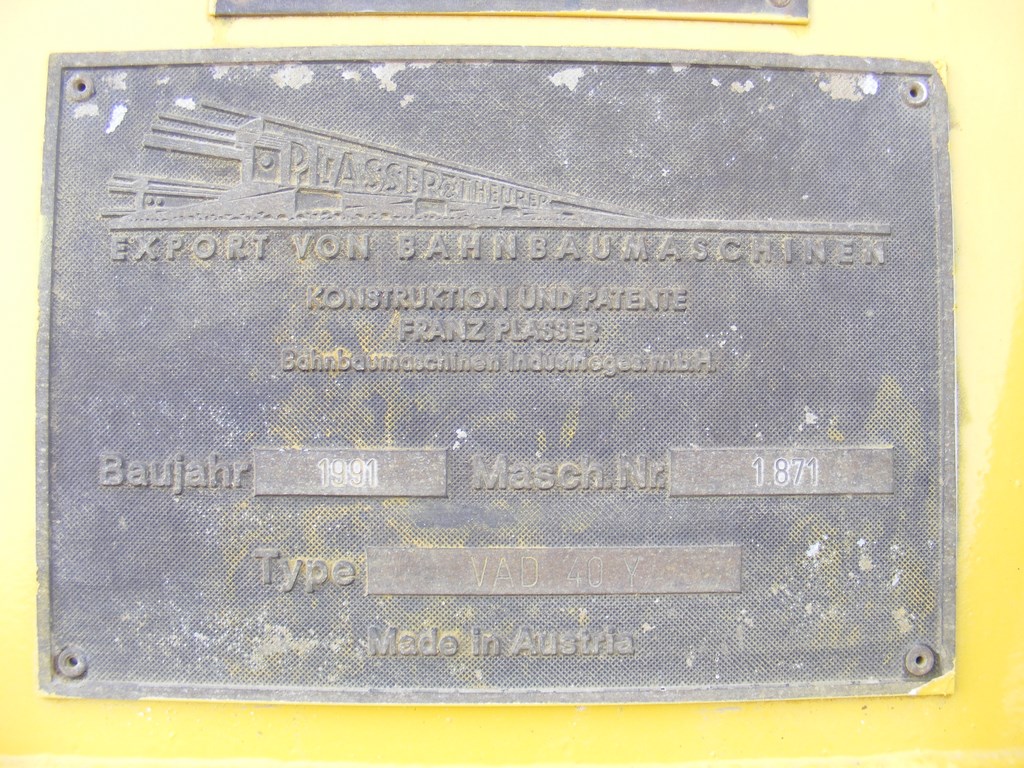 PLASSER & THEURER
EXPORT VON BAHNBAUMASCHINEN
KONSTRUKTION UND PATENTE
FRANZ PLASSER
Bahnbaumaschinen Industrieges.m.b.H.
Baujahr 1991 Masch.Nr. 1871
Type VAD 40 Y
Made in Austria